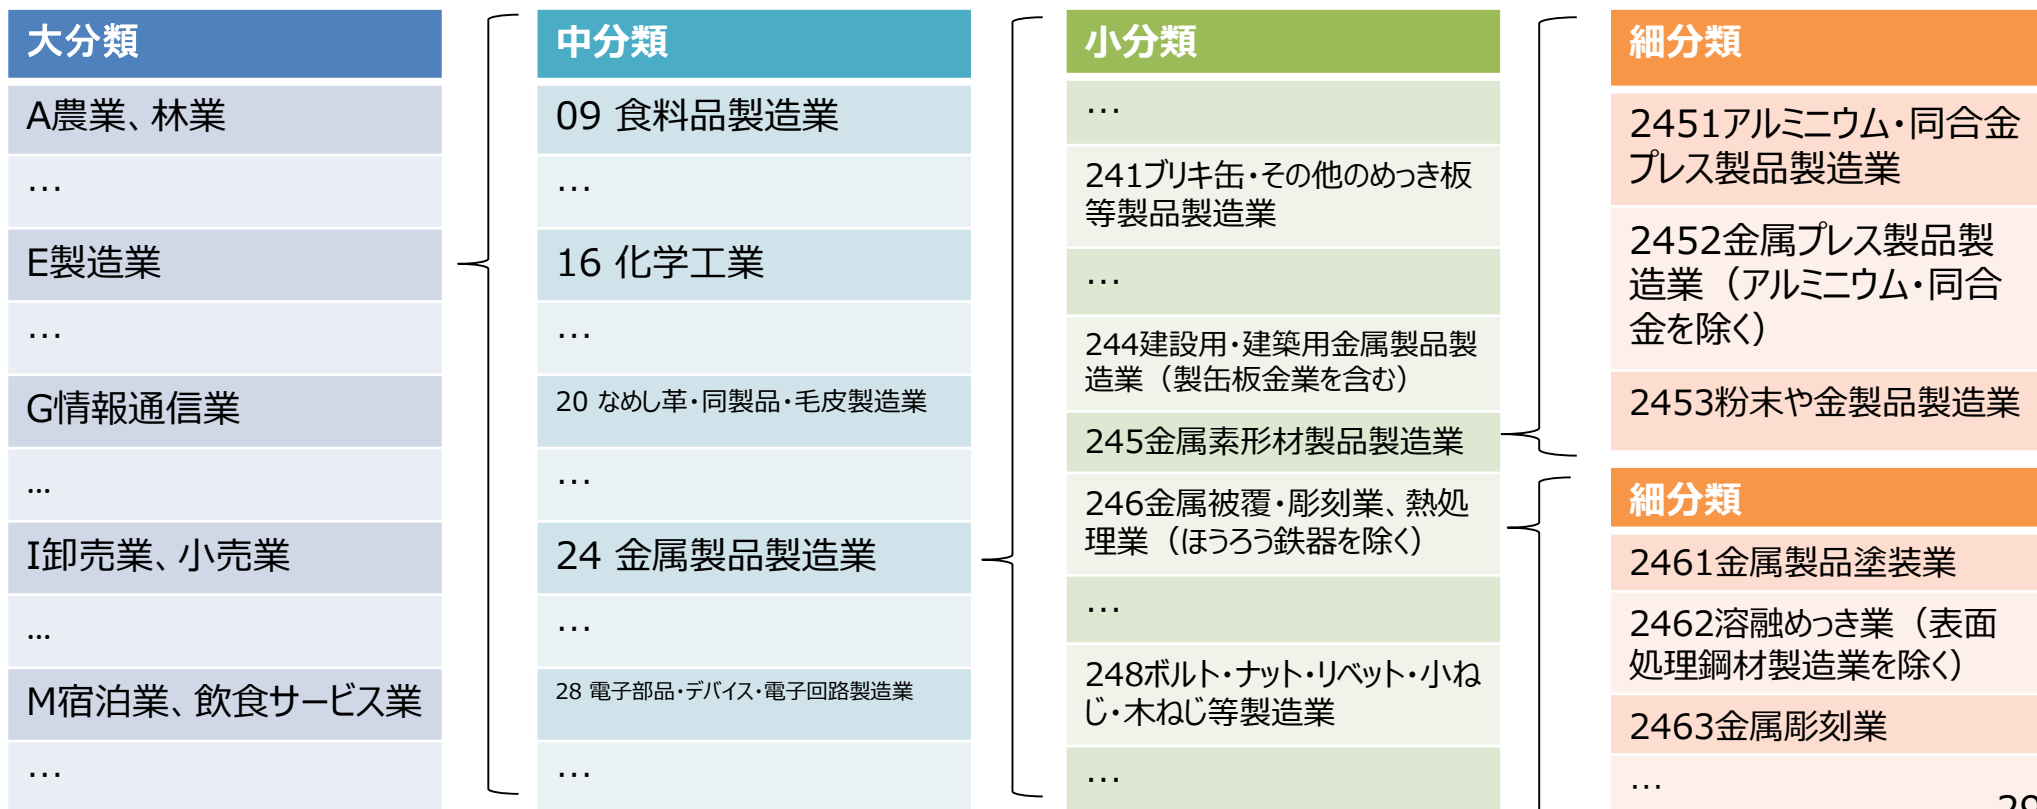 大分類
A農業、林業
…
E製造業
…
G情報通信業
…
I卸売業、小売業
…
M宿泊業、飲食サービス業
…
中分類
09 食料品製造業
…
16 化学工業
…
20 なめし革・同製品・毛皮製造業
…
24 金属製品製造業
…
28 電子部品・デバイス・電子回路製造業
…
小分類
…
241ブリキ缶・その他のめっき板
等製品製造業
…
244建設用・建築用金属製品製
造業（製缶板金業を含む）
245金属素形材製品製造業
246金属被覆・彫刻業、熱処
理業（ほうろう鉄器を除く）
…
248ボルト・ナット・リベット・小ね
じ・木ねじ等製造業
…
細分類
2451アルミニウム・同合金
プレス製品製造業
2452金属プレス製品製
造業（アルミニウム・同合
金を除く）
2453粉末や金製品製造業
細分類
2461金属製品塗装業
2462溶融めっき業（表面
処理鋼材製造業を除く）
2463金属彫刻業
…